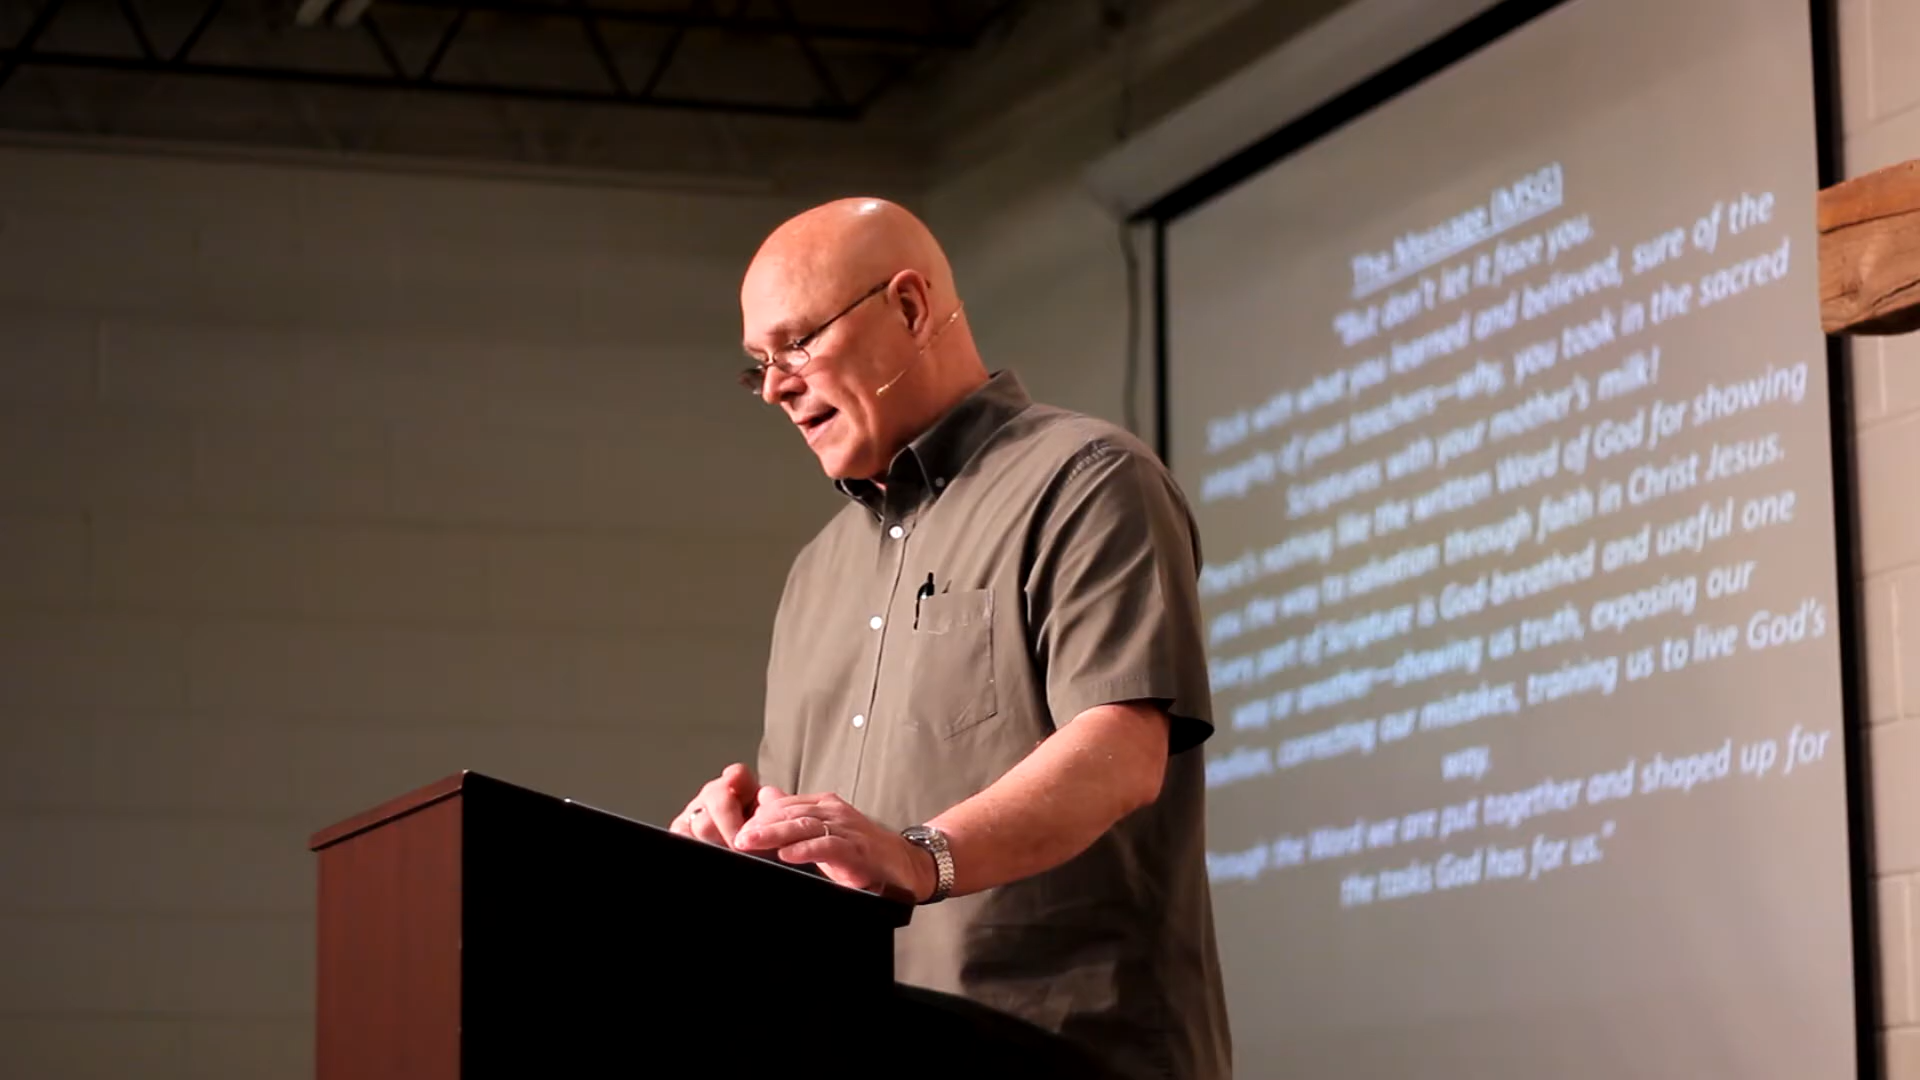 The Message (MSG)
"But don't let it faze you.
Stick with what you learned and believed, sure of the
integrity of your teachers—why, you took in the sacred
Scriptures with your mother's milk!
There's nothing like the written Word of God for showing
you the way to salvation through faith in Christ Jesus.
Every part of Scripture is God-breathed and useful one
way or another—showing us truth, exposing our
rebellion, correcting our mistakes, training us to live God's
way.
Through the Word we are put together and shaped up for
the tasks God has for us."